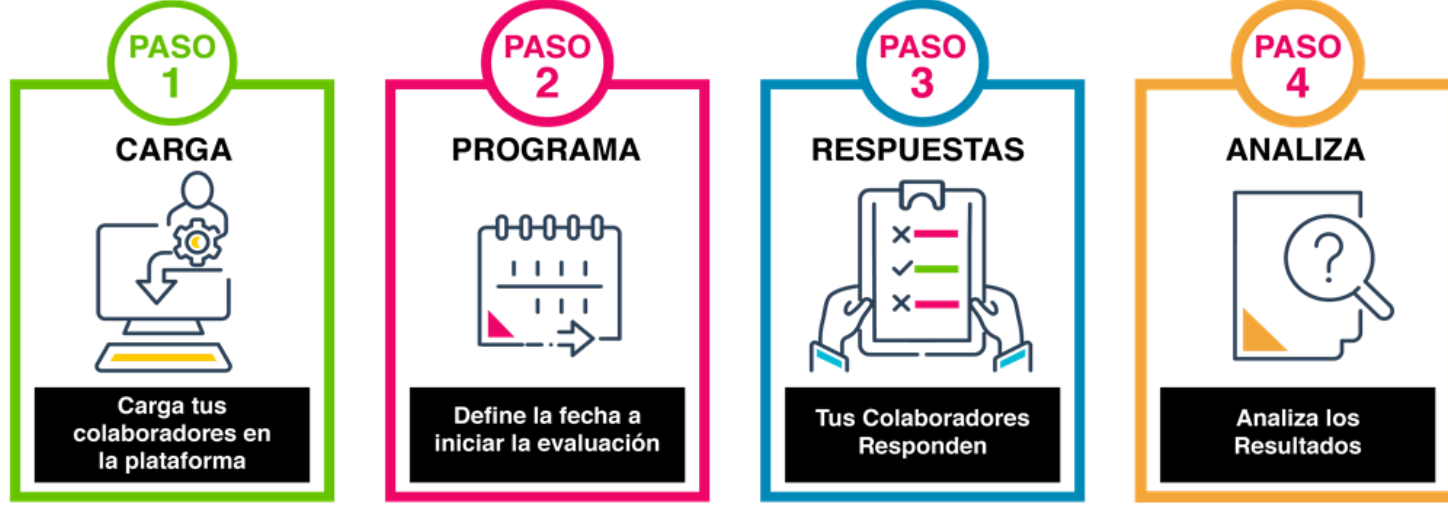 PASO
1
CARGA
Carga tus
colaboradores en
la plataforma
PASO
2
PROGRAMA
Define la fecha a
iniciar la evaluación
PASO
3
RESPUESTAS
Tus Colaboradores
Responden
PASO
4
ANALIZA
?
Analiza los
Resultados